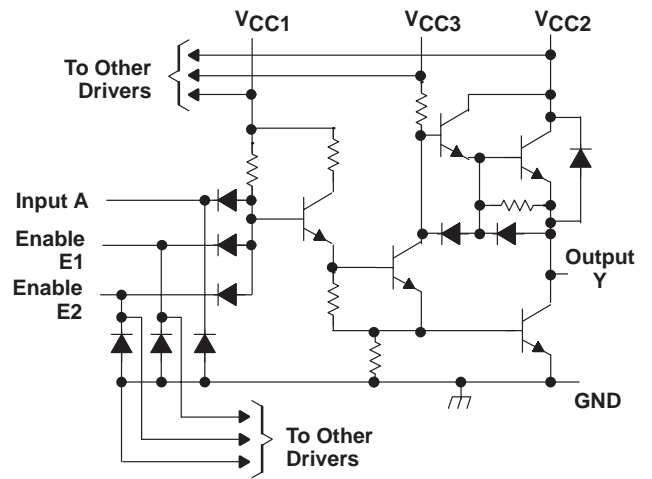 VCC1
VCC3
VCC2
To Other
Drivers
Input A
Enable
E1
Enable
E2
Output
Y
GND
To Other
Drivers